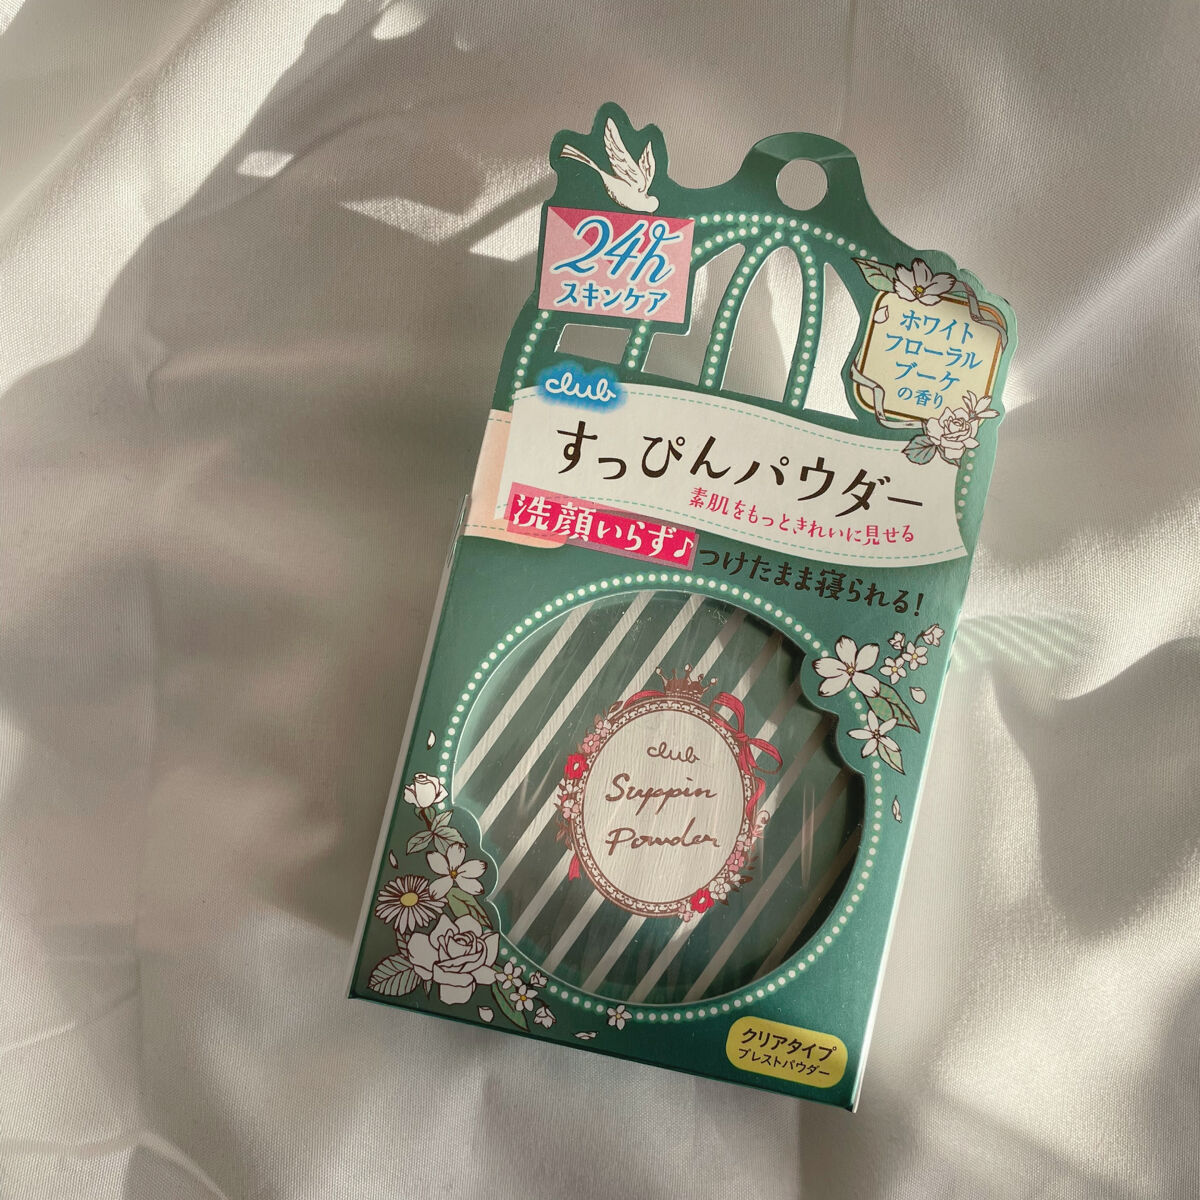 24h
スキンケア
ホワイト
フローラル
ブーケ
の香り
club
すっぴんパウダー
素肌をもっときれいに見せる
洗顔いらず♪
つけたまま寝られる!
club
Suppin
Powder
クリアタイプ
プレストパウダー